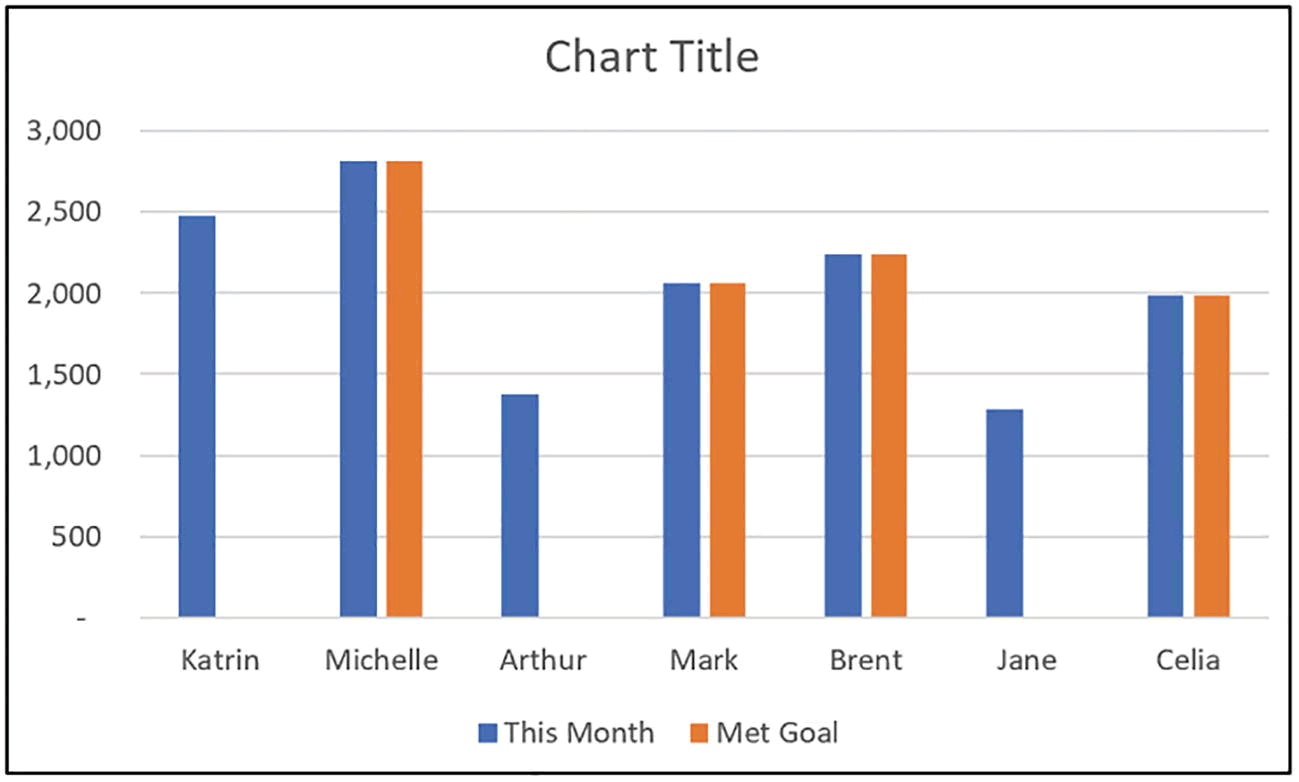 Chart Title
3,000
2,500
2,000
1,500
1,000
500
-
Katrin Michelle Arthur Mark Brent Jane Celia
This Month Met Goal